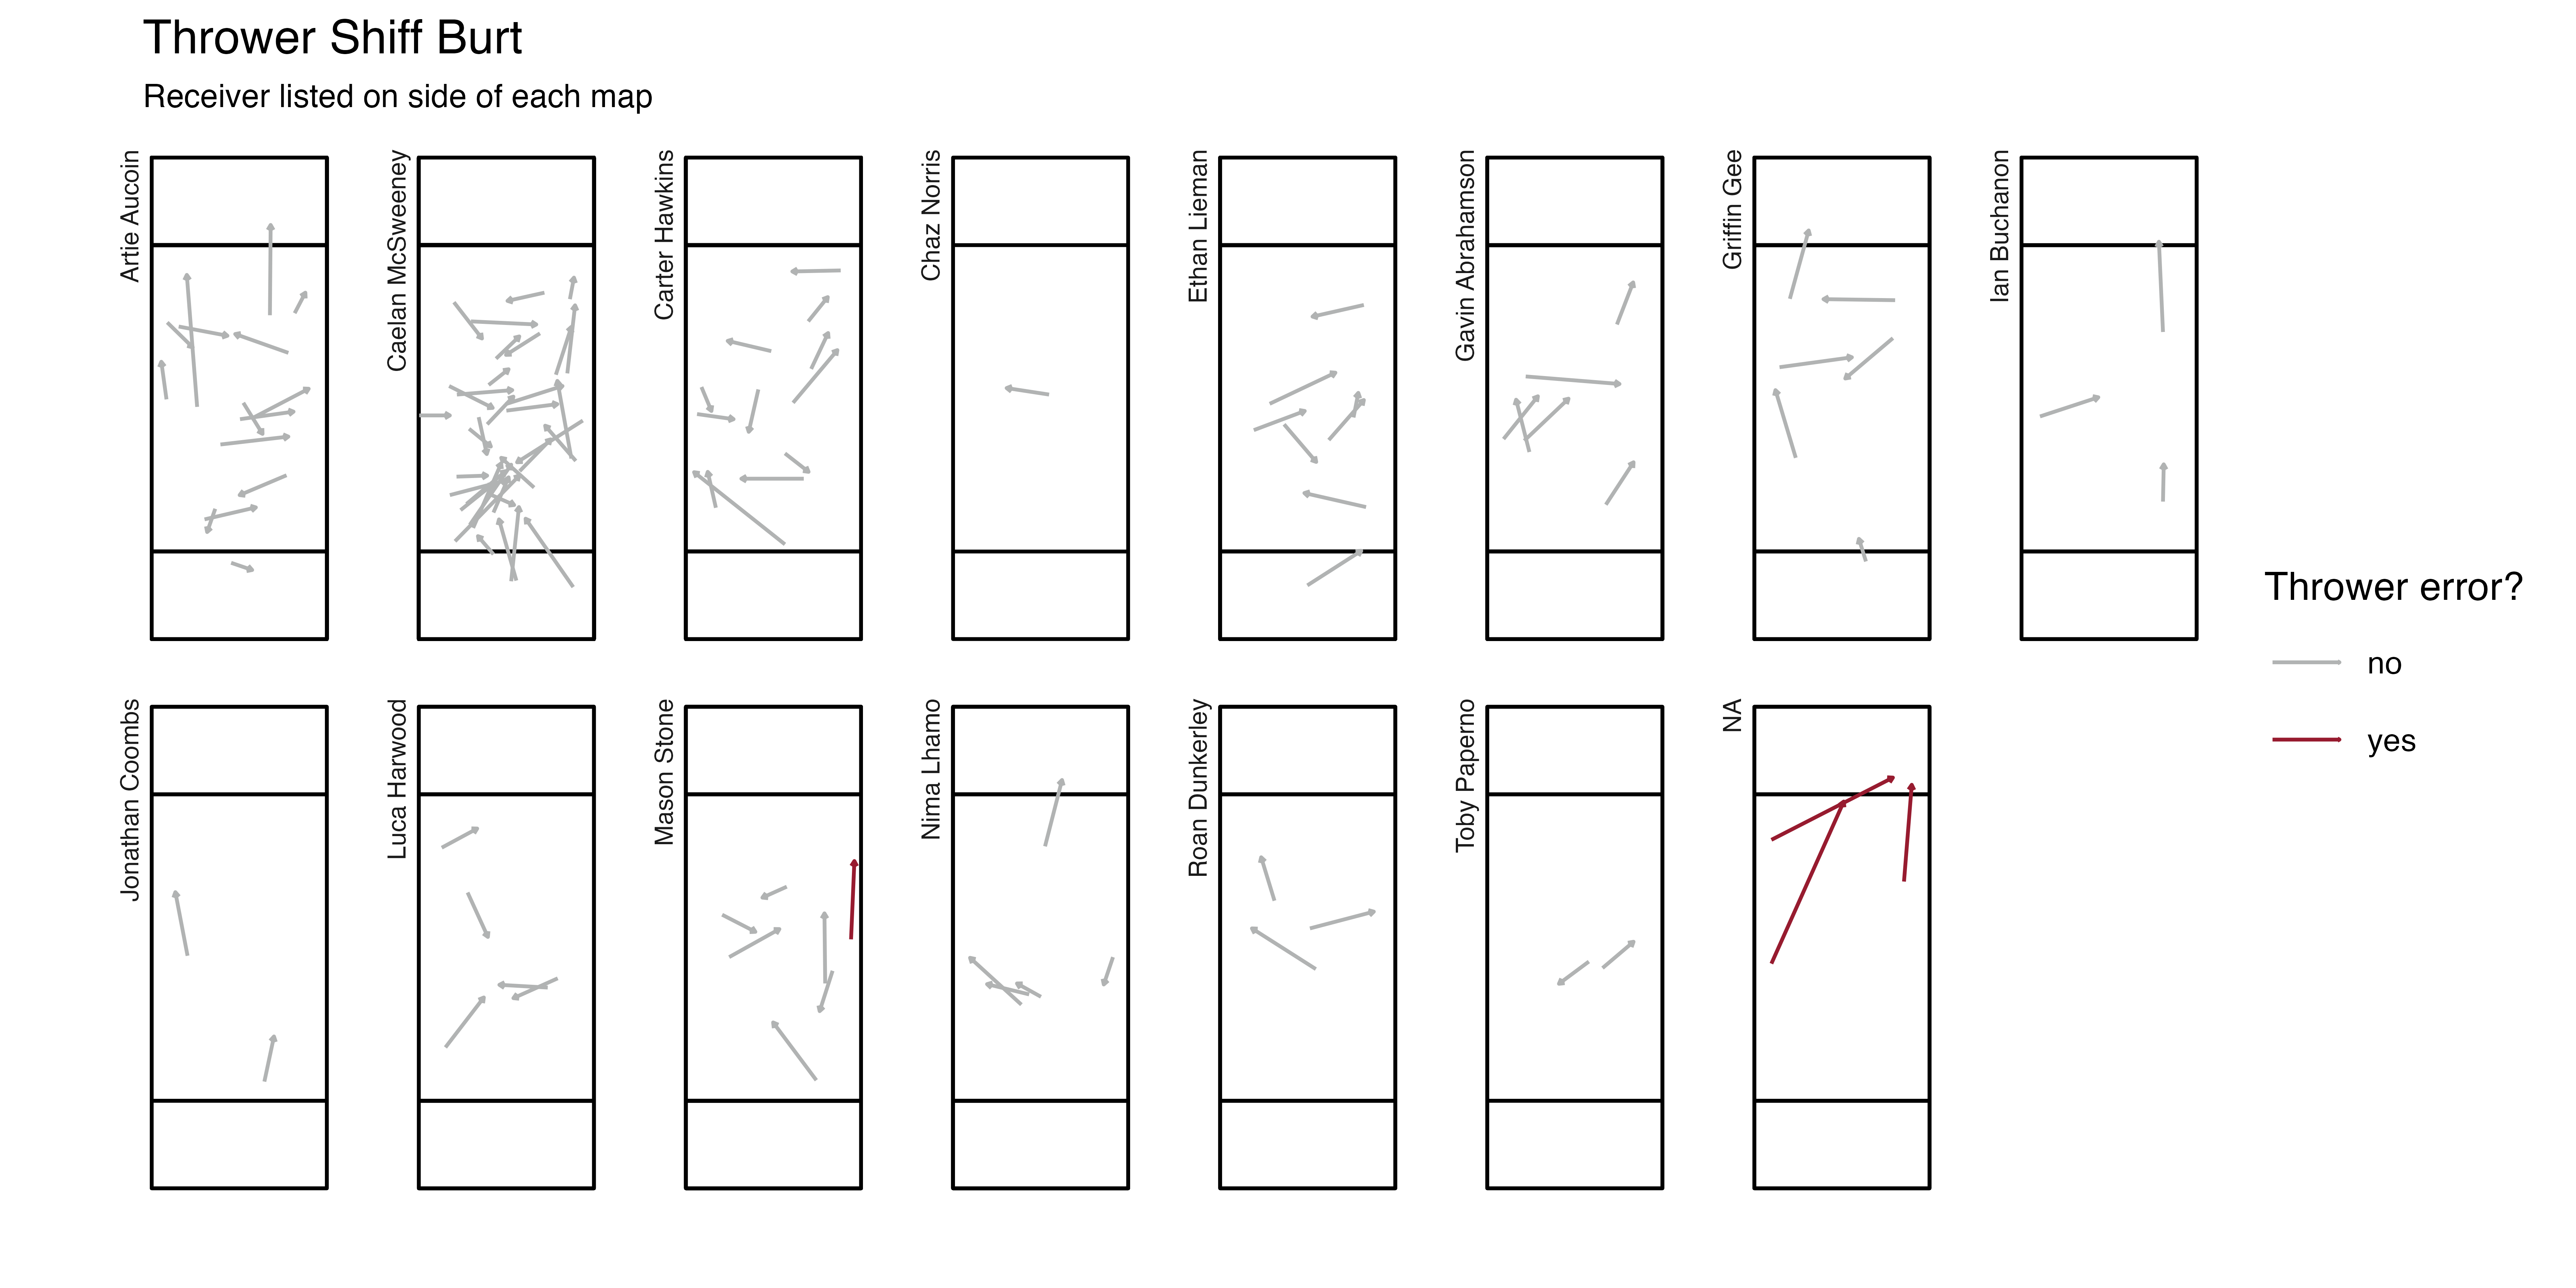 Thrower Shiff Burt
Receiver listed on side of each map
Artie Aucoin
Caelan McSweeney
Carter Hawkins
Chaz Norris
Ethan Lieman
Gavin Abrahamson
Griffin Gee
Ian Buchanon
Jonathan Coombs
Luca Harwood
Mason Stone
Nima Lhamo
Roan Dunkerley
Toby Paperno
NA
Thrower error?
no
yes